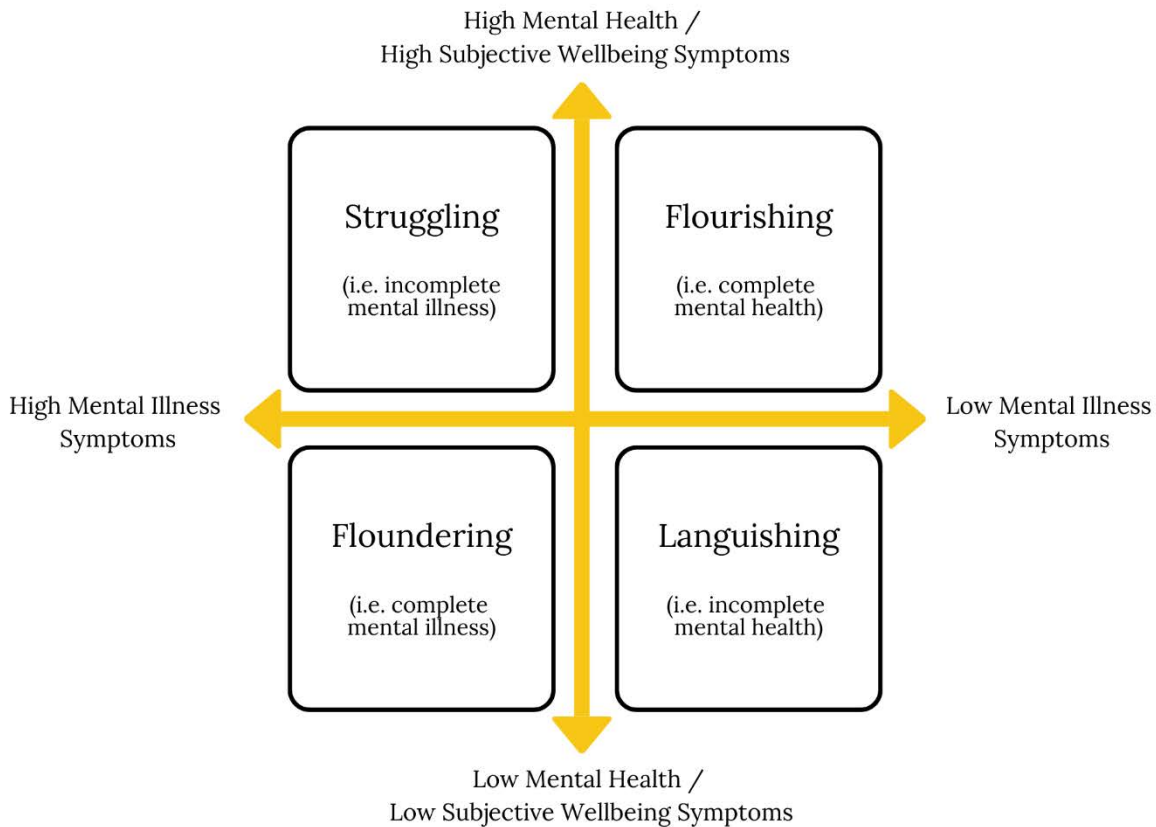 High Mental Health /
High Subjective Wellbeing Symptoms
Struggling
(i.e. incomplete
mental illness)
Flourishing
(i.e. complete
mental health)
High Mental Illness
Symptoms
Low Mental Illness
Symptoms
Floundering
(i.e. complete
mental illness)
Languishing
(i.e. incomplete
mental health)
Low Mental Health /
Low Subjective Wellbeing Symptoms